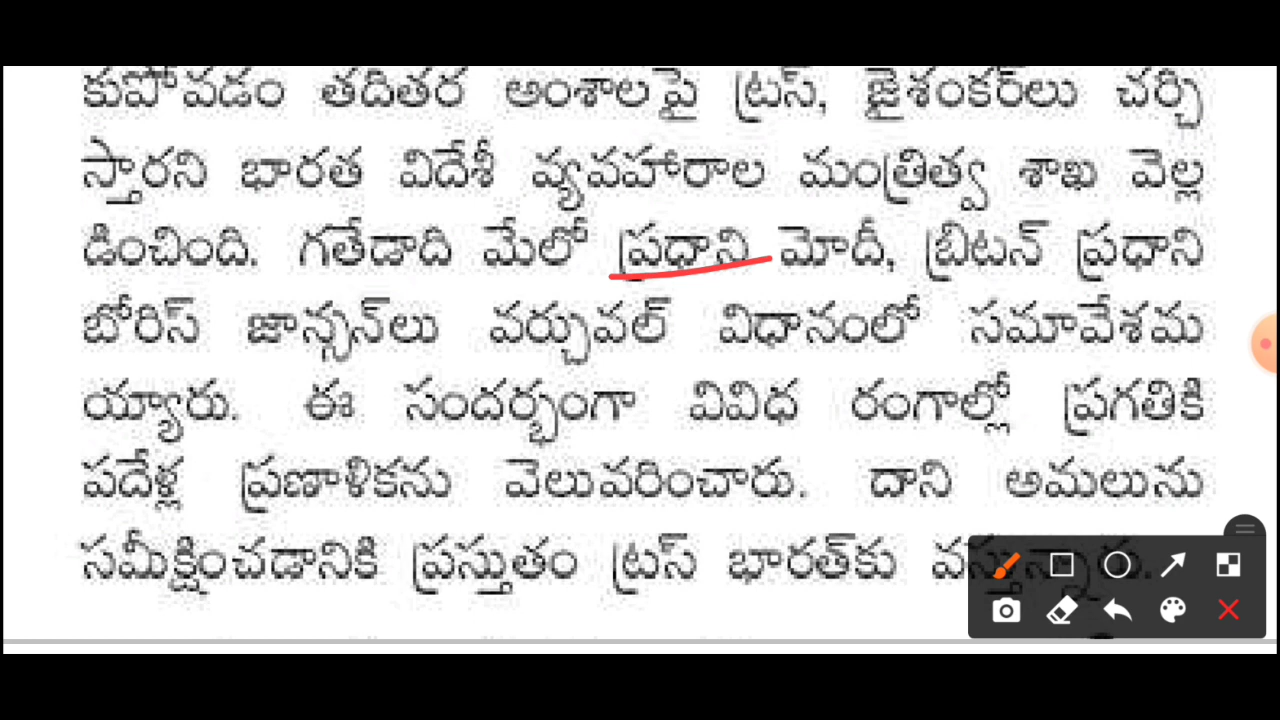 కుపోవడం తదితర అంశాలపై ట్రస్, జైశంకర్‌లు చర్చి
స్తారని భారత విదేశీ వ్యవహారాల మంత్రిత్వ శాఖ వెల్ల
డించింది. గతేడాది మేలో ప్రధాని మోదీ, బ్రిటన్ ప్రధాని
బోరిస్ జాన్సన్‌లు వర్చువల్ విధానంలో సమావేశమ
య్యారు. ఈ సందర్భంగా వివిధ రంగాల్లో ప్రగతికి
పదేళ్ల ప్రణాళికను వెలువరించారు. దాని అమలును
సమీక్షించడానికి ప్రస్తుతం ట్రస్ భారత్‌కు వస్తున్నారు.